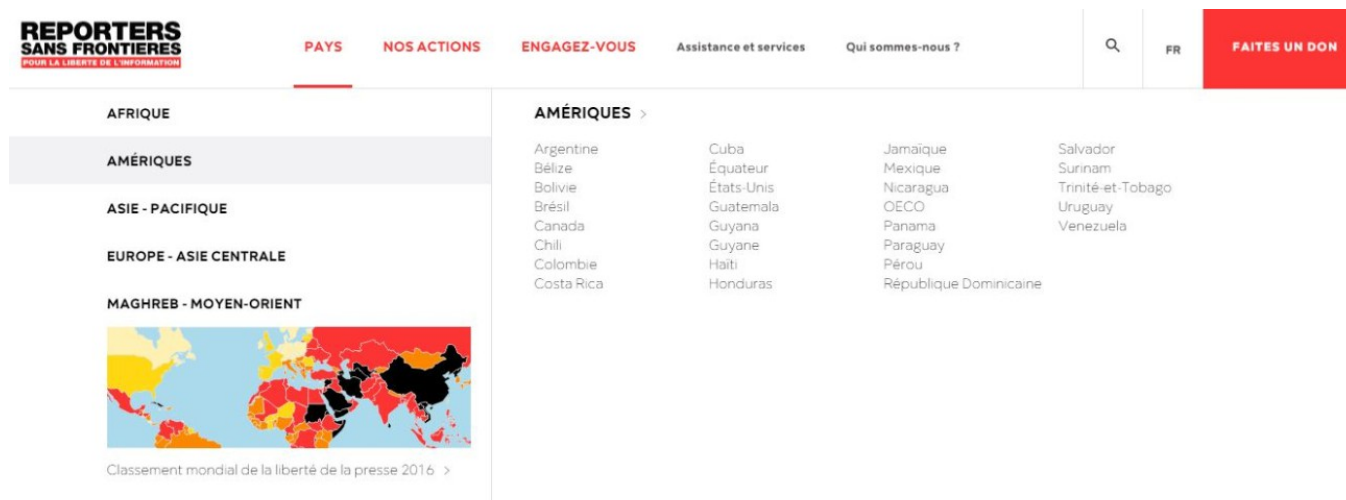 REPORTERS
SANS FRONTIERES
POUR LA LIBERTE DE L'INFORMATION
PAYS
NOS ACTIONS
ENGAGEZ-VOUS
Assistance et services
Qui sommes-nous ?
FR
FAITES UN DON
AFRIQUE
AMÉRIQUES
ASIE - PACIFIQUE
EUROPE - ASIE CENTRALE
MAGHREB - MOYEN-ORIENT
Classement mondial de la liberté de la presse 2016 >
AMÉRIQUES >
Argentine
Bélize
Bolivie
Brésil
Canada
Chili
Colombie
Costa Rica
Cuba
Équateur
États-Unis
Guatemala
Guyana
Guyane
Haïti
Honduras
Jamaïque
Mexique
Nicaragua
OECO
Panama
Paraguay
Pérou
République Dominicaine
Salvador
Surinam
Trinité-et-Tobago
Uruguay
Venezuela